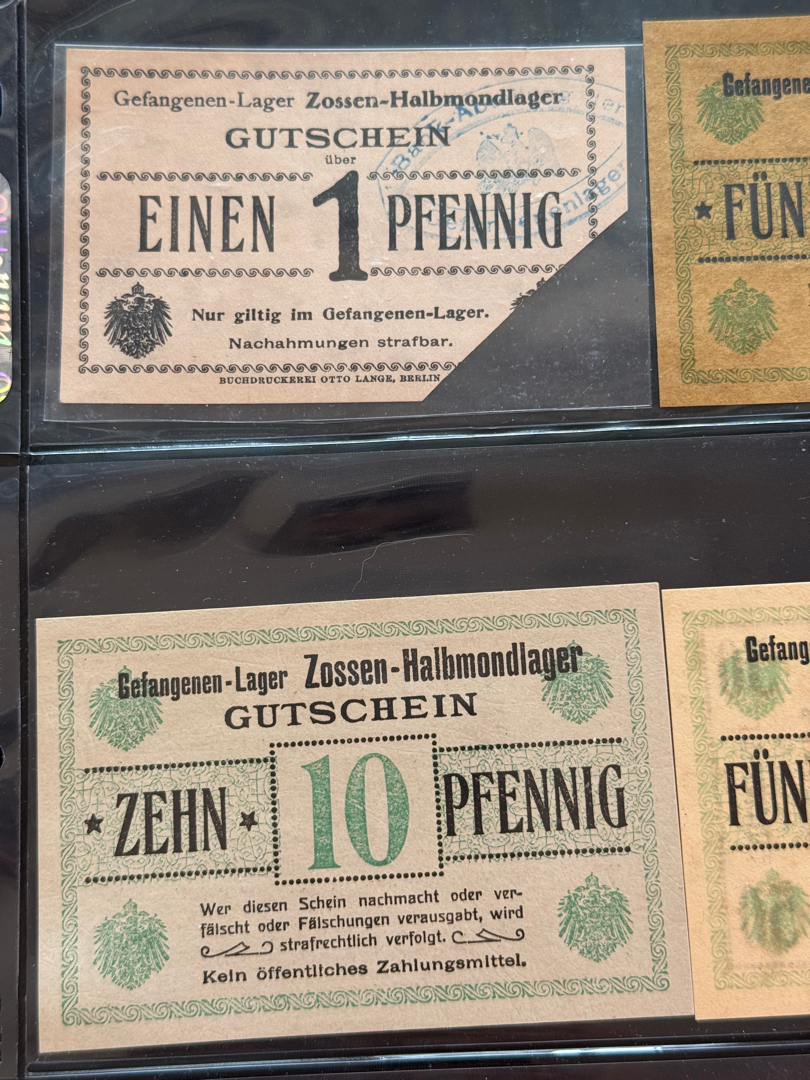 Gefangenen-Lager Zossen-Halbmondlager
GUTSCHEIN
über
EINEN 1 PFENNIG
Nur giltig im Gefangenen-Lager.
Nachahmungen strafbar.
BUCHDRUCKEREI OTTO LANGE, BERLIN
Gefangene
★ FÜN
Gefangenen-Lager Zossen-Halbmondlager
GUTSCHEIN
★ ZEHN ★ 10 PFENNIG
Wer diesen Schein nachmacht oder ver-
fälscht oder Fälschungen verausgabt, wird
strafrechtlich verfolgt.
Kein öffentliches Zahlungsmittel.
Gefang
FÜN